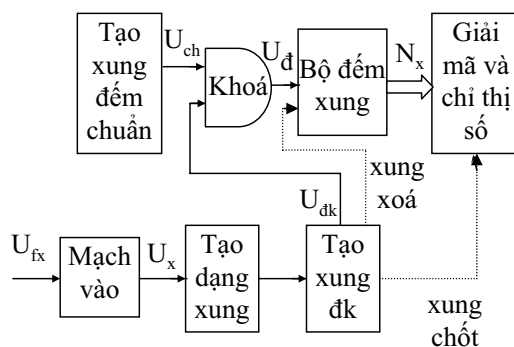 Tạo
xung
đếm
chuẩn
U_ch
Khoá
U_đ
Bộ đếm
xung
N_x
Giải
mã và
chỉ thị
số
xung
xoá
U_đk
U_fx
Mạch
vào
U_x
Tạo
dạng
xung
Tạo
xung
đk
xung
chốt